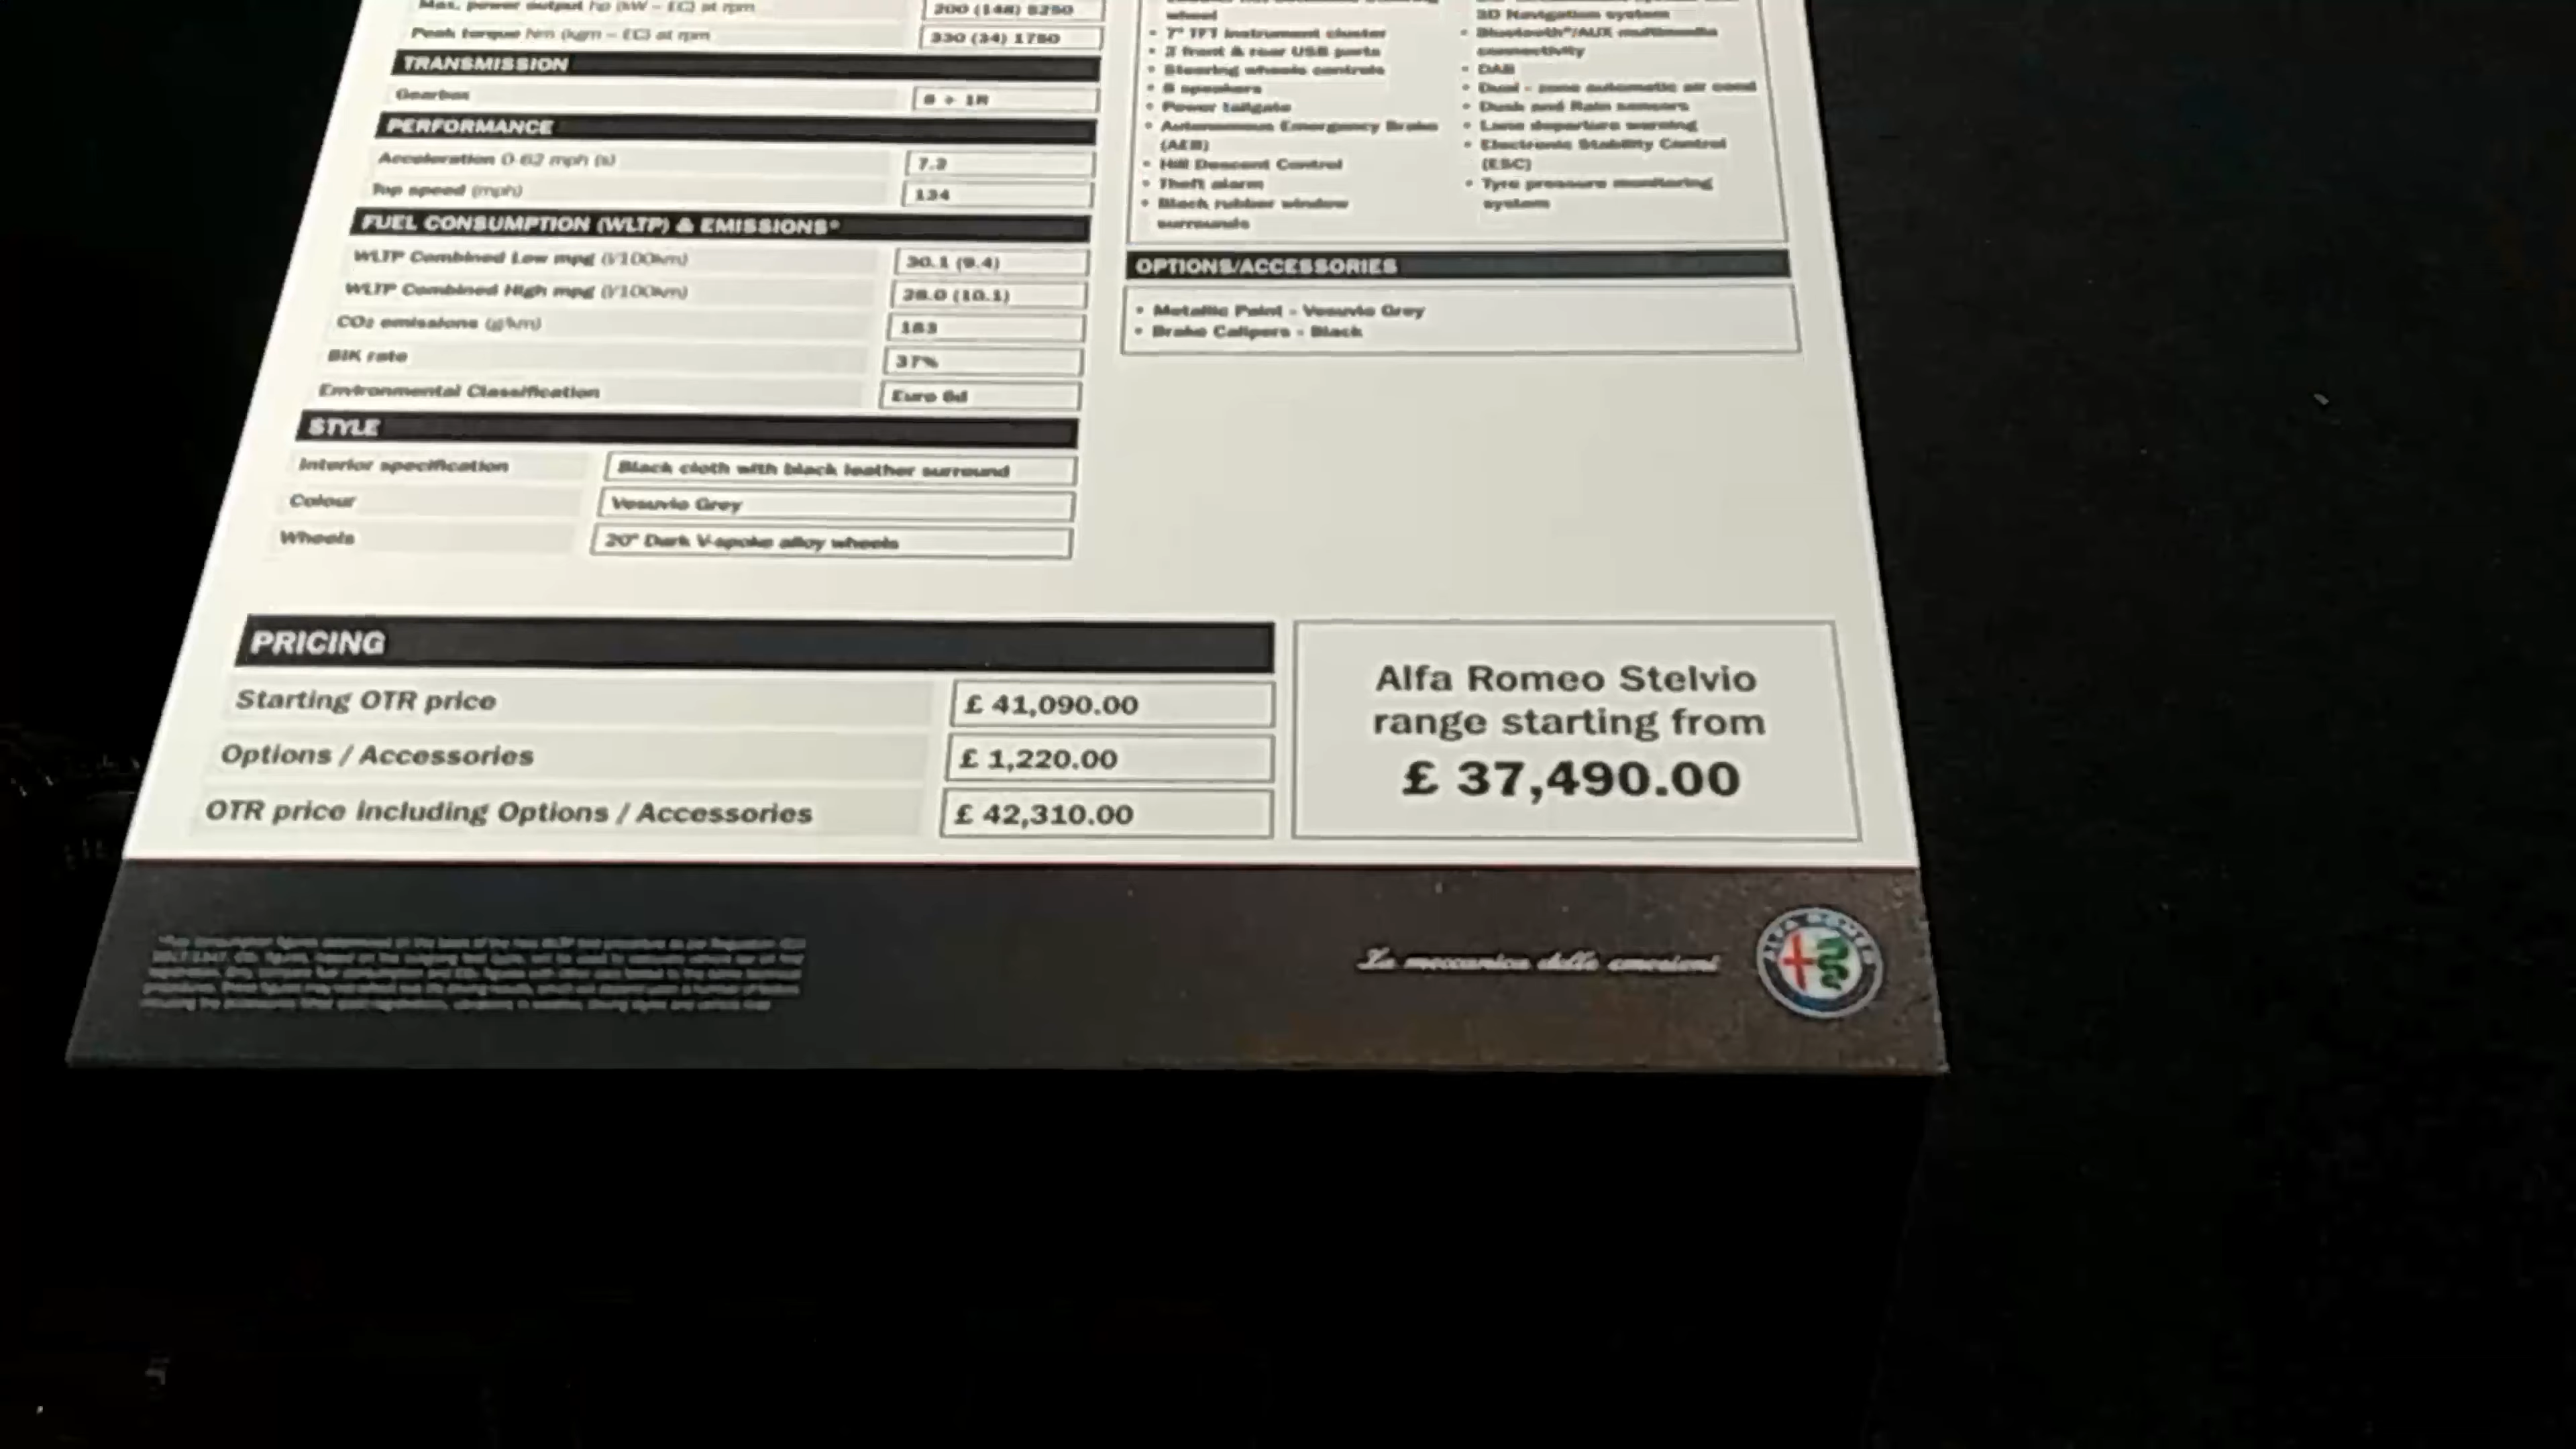 Max. power output hp (kW – EC) at rpm 200 (148) 5250
Peak torque Nm (kgm – EC) at rpm 330 (34) 1750
TRANSMISSION
Gearbox 8 + 1R
PERFORMANCE
Acceleration 0-62 mph (s) 7.2
Top speed (mph) 134
FUEL CONSUMPTION (WLTP) & EMISSIONS*
WLTP Combined Low mpg (l/100km) 30.1 (9.4)
WLTP Combined High mpg (l/100km) 28.0 (10.1)
CO₂ emissions (g/km)
BIK rate 37%
Environmental Classification Euro 6d
STYLE
Interior specification Black cloth with black leather surround
Colour Vesuvio Grey
Wheels 20" Dark V-spoke alloy wheels
wheel
• 7" TFT instrument cluster
• 3 front & rear USB ports
• Steering wheels controls
• 8 speakers
• Power tailgate
• Autonomous Emergency Brake
(AEB)
• Hill Descent Control
• Theft alarm
• Black rubber window
surrounds
3D Navigation system
• Bluetooth®/AUX multimedia
connectivity
• DAB
• Dual - zone automatic air cond
• Dusk and Rain sensors
• Lane departure warning
• Electronic Stability Control
(ESC)
• Tyre pressure monitoring
system
OPTIONS/ACCESSORIES
• Metallic Paint - Vesuvio Grey
• Brake Calipers - Black
PRICING
Starting OTR price £ 41,090.00
Options / Accessories £ 1,220.00
OTR price including Options / Accessories £ 42,310.00
Alfa Romeo Stelvio
range starting from
£ 37,490.00
La meccanica delle emozioni
ALFA ROMEO